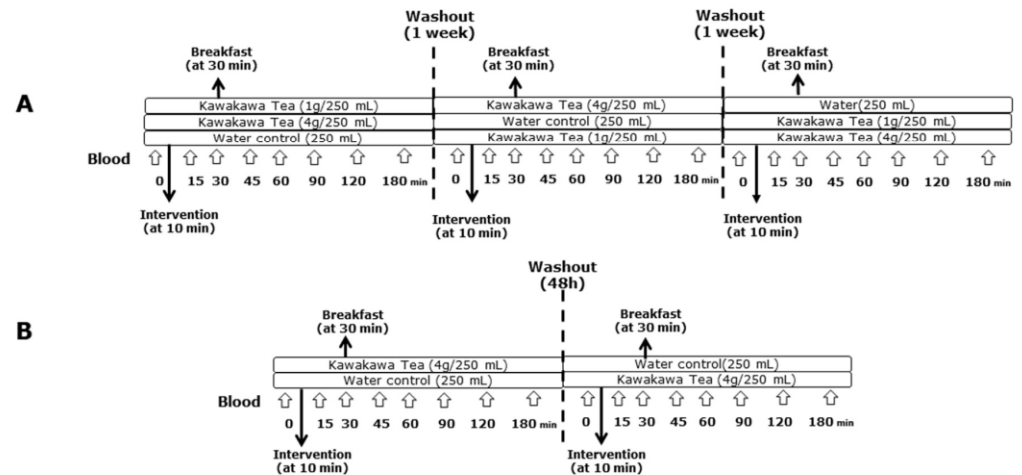 Washout
(1 week)
Washout
(1 week)
Breakfast
(at 30 min)
Breakfast
(at 30 min)
Breakfast
(at 30 min)
A
Kawakawa Tea (1g/250 mL)
Kawakawa Tea (4g/250 mL)
Water(250 mL)
Kawakawa Tea (4g/250 mL)
Water control (250 mL)
Kawakawa Tea (1g/250 mL)
Water control (250 mL)
Kawakawa Tea (1g/250 mL)
Kawakawa Tea (4g/250 mL)
Blood
0 15 30 45 60 90 120 180 min
0 15 30 45 60 90 120 180 min
0 15 30 45 60 90 120 180 min
Intervention
(at 10 min)
Intervention
(at 10 min)
Intervention
(at 10 min)
Washout
(48h)
B
Breakfast
(at 30 min)
Breakfast
(at 30 min)
Kawakawa Tea (4g/250 mL)
Water control(250 mL)
Water control (250 mL)
Kawakawa Tea (4g/250 mL)
Blood
0 15 30 45 60 90 120 180 min
0 15 30 45 60 90 120 180 min
Intervention
(at 10 min)
Intervention
(at 10 min)